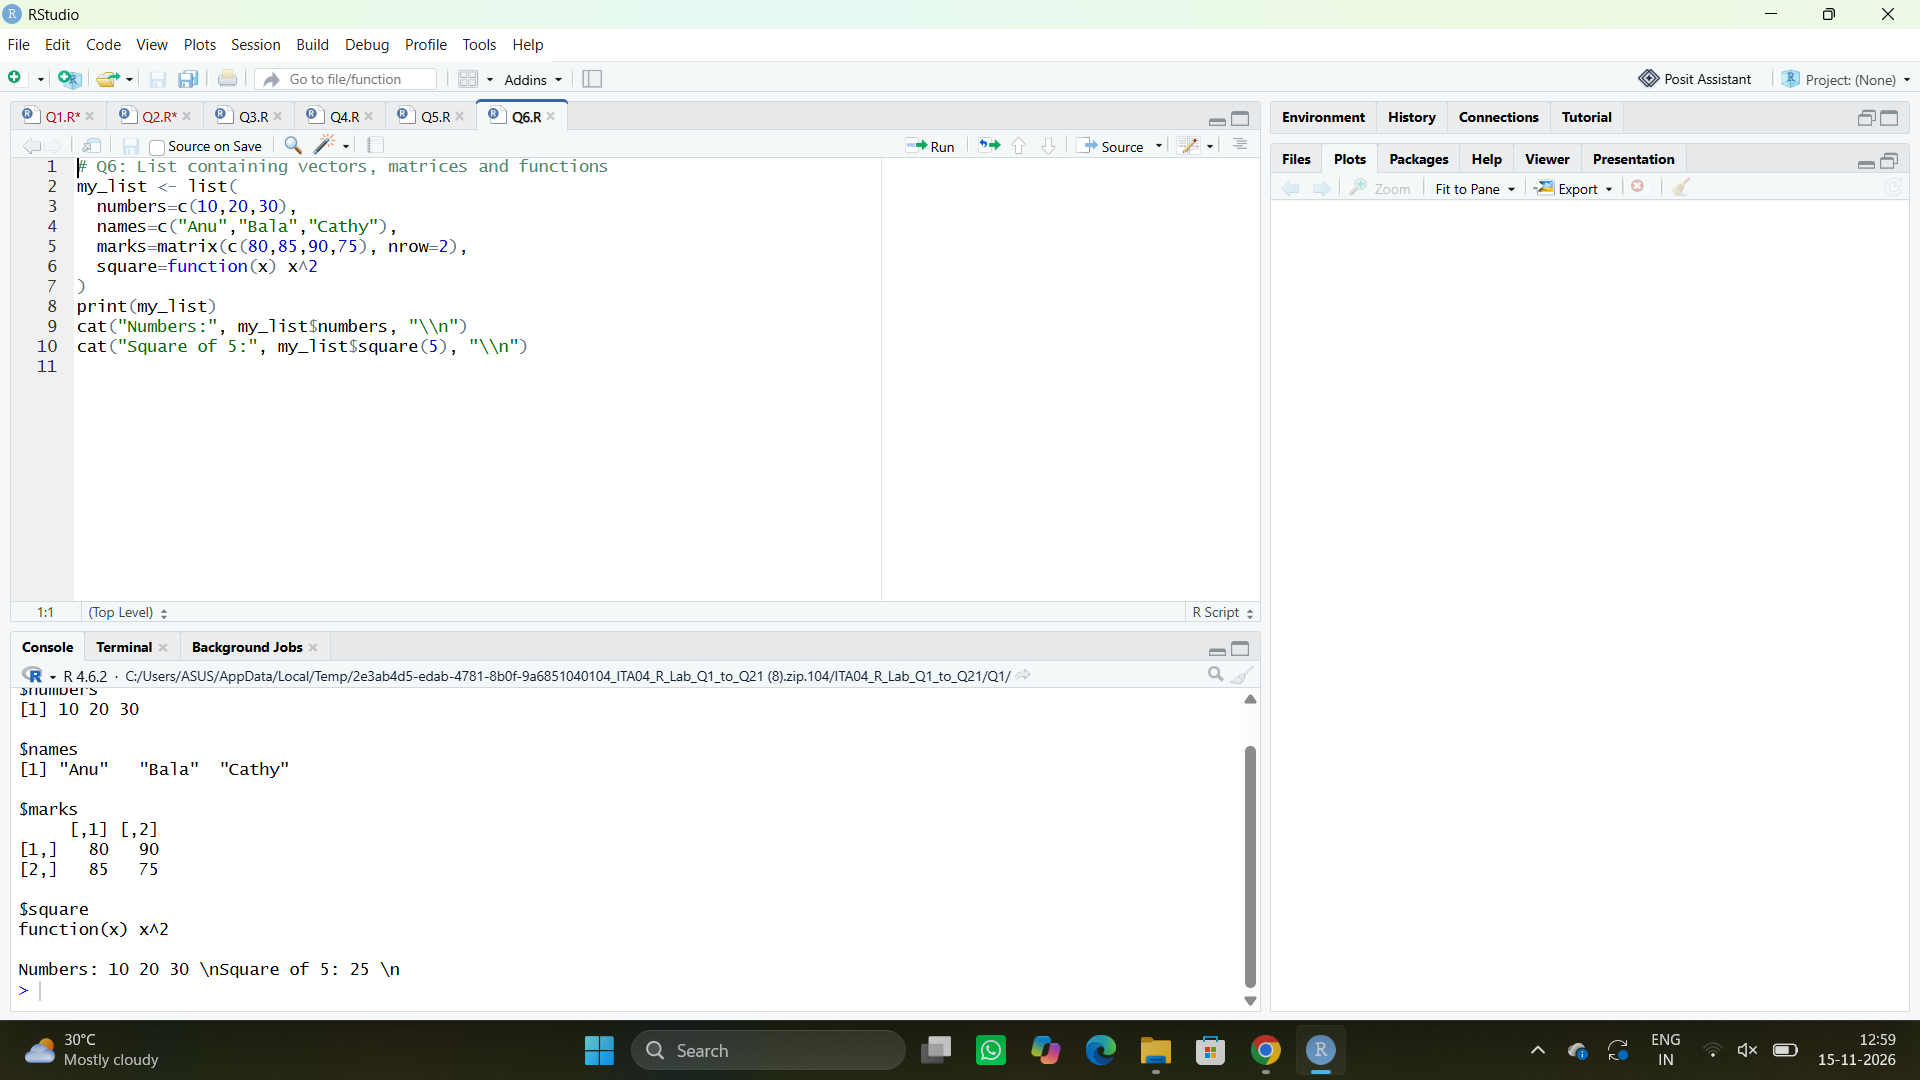 RStudio
File Edit Code View Plots Session Build Debug Profile Tools Help
Go to file/function Addins Posit Assistant Project: (None)
Q1.R* Q2.R* Q3.R Q4.R Q5.R Q6.R
Source on Save Run Source
1 # Q6: List containing vectors, matrices and functions
2 my_list <- list(
3 numbers=c(10,20,30),
4 names=c("Anu","Bala","Cathy"),
5 marks=matrix(c(80,85,90,75), nrow=2),
6 square=function(x) x^2
7 )
8 print(my_list)
9 cat("Numbers:", my_list$numbers, "\\n")
10 cat("Square of 5:", my_list$square(5), "\\n")
11
1:1 (Top Level) R Script
Console Terminal Background Jobs
R 4.6.2 · C:/Users/ASUS/AppData/Local/Temp/2e3ab4d5-edab-4781-8b0f-9a6851040104_ITA04_R_Lab_Q1_to_Q21 (8).zip.104/ITA04_R_Lab_Q1_to_Q21/Q1/
$numbers
[1] 10 20 30
$names
[1] "Anu" "Bala" "Cathy"
$marks
[,1] [,2]
[1,] 80 90
[2,] 85 75
$square
function(x) x^2
Numbers: 10 20 30 \nSquare of 5: 25 \n
>
Environment History Connections Tutorial
Files Plots Packages Help Viewer Presentation
Zoom Fit to Pane Export
30°C
Mostly cloudy
Search
ENG
IN
12:59
15-11-2026